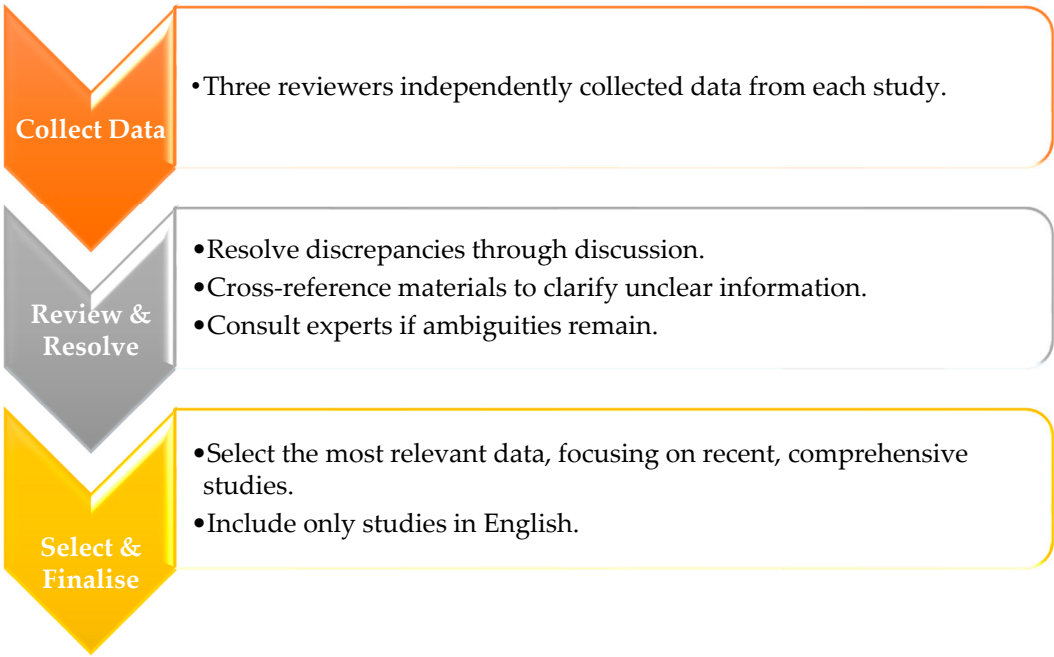 Collect Data
•Three reviewers independently collected data from each study.
Review &
Resolve
•Resolve discrepancies through discussion.
•Cross-reference materials to clarify unclear information.
•Consult experts if ambiguities remain.
Select &
Finalise
•Select the most relevant data, focusing on recent, comprehensive
studies.
•Include only studies in English.